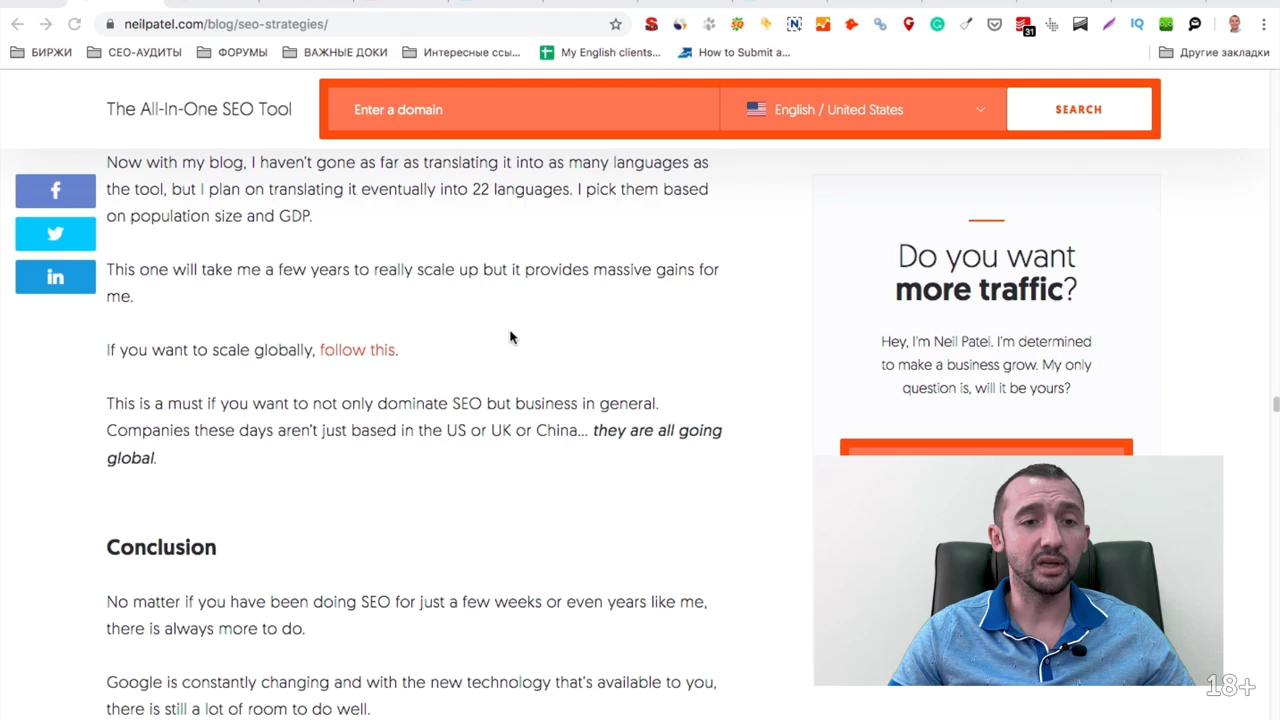 neilpatel.com/blog/seo-strategies/
31
БИРЖИ
СЕО-АУДИТЫ
ФОРУМЫ
ВАЖНЫЕ ДОКИ
Интересные ссы...
My English clients...
How to Submit a...
Другие закладки
The All-In-One SEO Tool
Enter a domain
English / United States
SEARCH
Now with my blog, I haven't gone as far as translating it into as many languages as
the tool, but I plan on translating it eventually into 22 languages. I pick them based
on population size and GDP.
This one will take me a few years to really scale up but it provides massive gains for
me.
If you want to scale globally, follow this.
This is a must if you want to not only dominate SEO but business in general.
Companies these days aren't just based in the US or UK or China... they are all going
global.
Conclusion
No matter if you have been doing SEO for just a few weeks or even years like me,
there is always more to do.
Google is constantly changing and with the new technology that's available to you,
there is still a lot of room to do well.
Do you want
more traffic?
Hey, I'm Neil Patel. I'm determined
to make a business grow. My only
question is, will it be yours?
18+